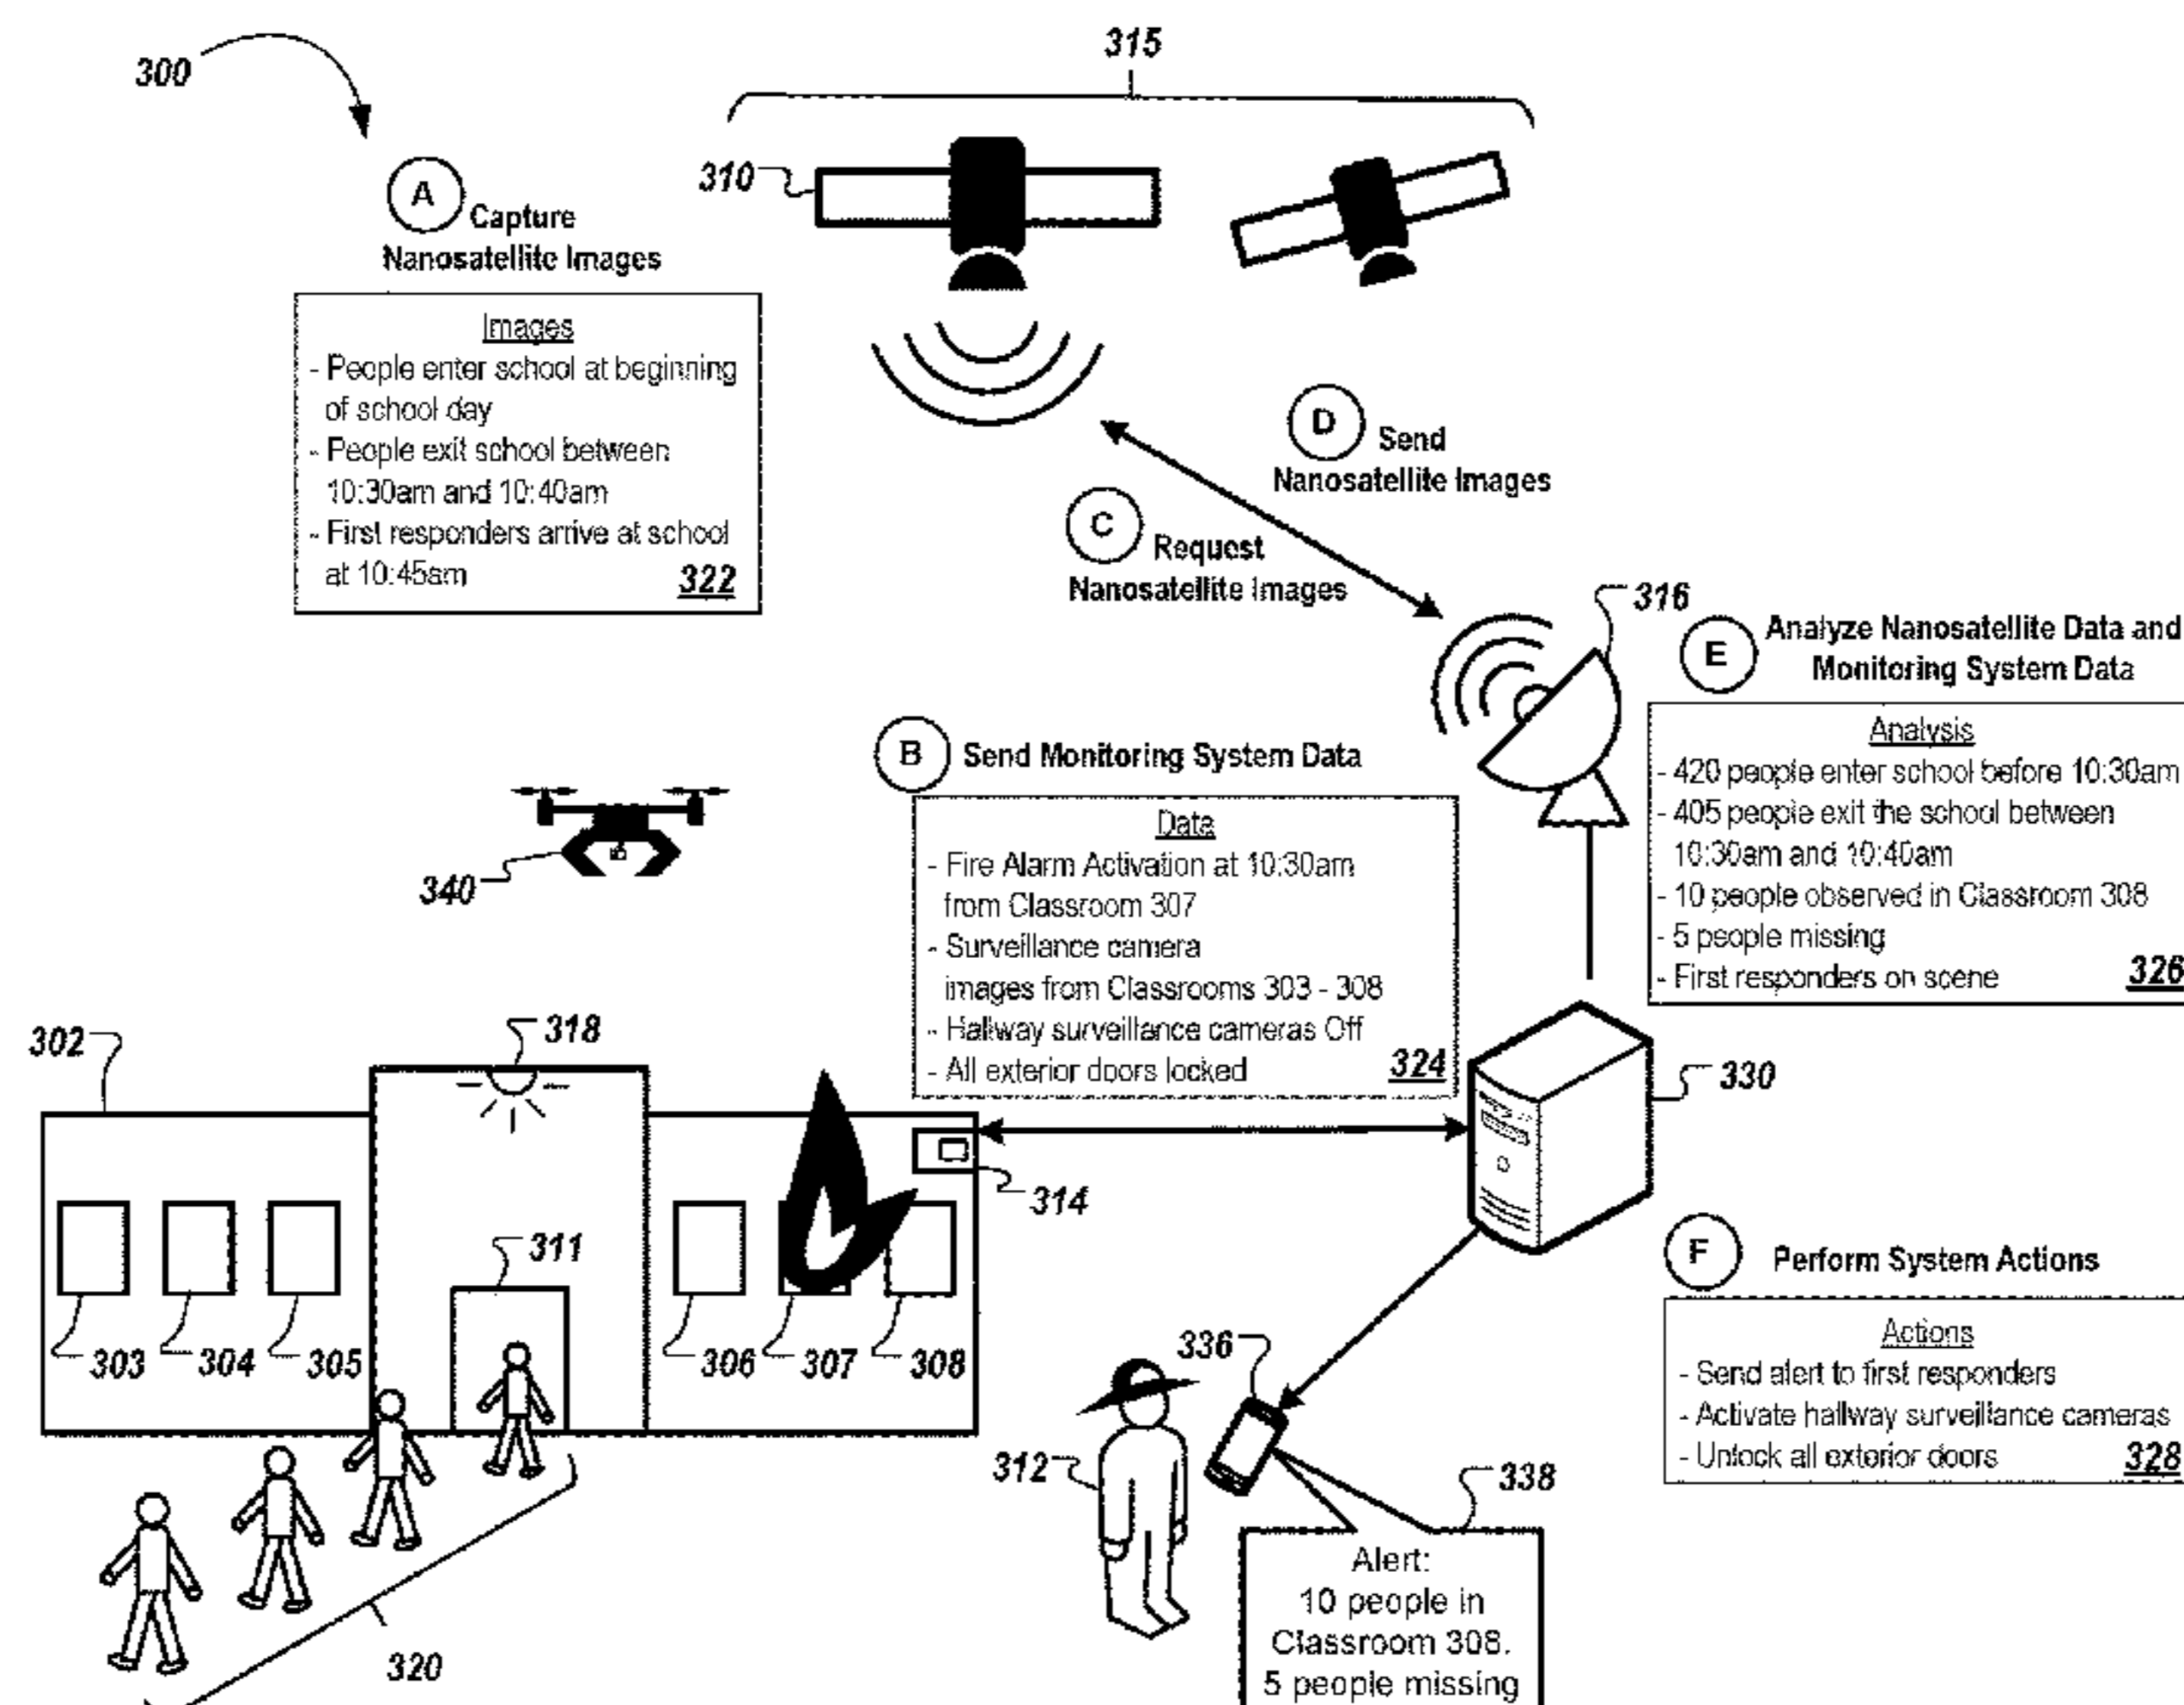 300
315
310
A
Capture
Nanosatellite Images
Images
- People enter school at beginning
of school day
- People exit school between
10:30am and 10:40am
- First responders arrive at school
at 10:45am
322
D
Send
Nanosatellite Images
C
Request
Nanosatellite Images
316
E
Analyze Nanosatellite Data and
Monitoring System Data
Analysis
- 420 people enter school before 10:30am
- 405 people exit the school between
10:30am and 10:40am
- 10 people observed in Classroom 308
- 5 people missing
- First responders on scene
326
B
Send Monitoring System Data
Data
- Fire Alarm Activation at 10:30am
from Classroom 307
- Surveillance camera
images from Classrooms 303 - 308
- Hallway surveillance cameras Off
- All exterior doors locked
324
340
302
318
330
314
311
303
304
305
306
307
308
F
Perform System Actions
Actions
- Send alert to first responders
- Activate hallway surveillance cameras
- Unlock all exterior doors
328
336
312
338
Alert:
10 people in
Classroom 308.
5 people missing
320